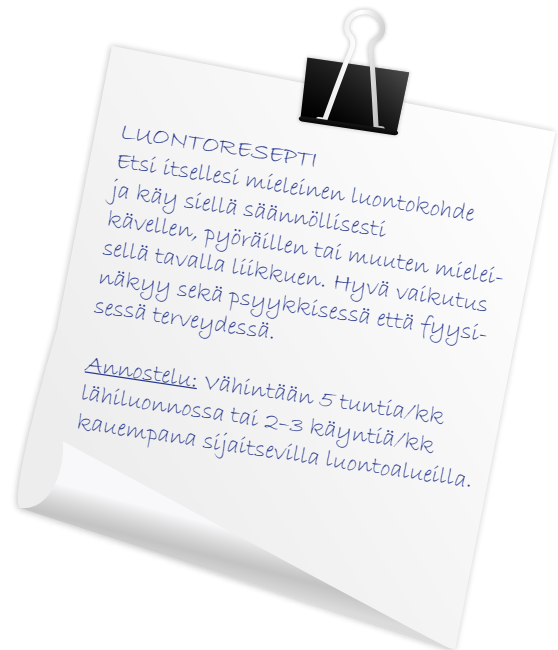 LUONTORESEPTI
Etsi itsellesi mieleinen luontokohde
ja käy siellä säännöllisesti
kävellen, pyöräillen tai muuten mielei-
sellä tavalla liikkuen. Hyvä vaikutus
näkyy sekä psyykkisessä että fyysi-
sessä terveydessä.
Annostelu: Vähintään 5 tuntia/kk
lähiluonnossa tai 2-3 käyntiä/kk
kauempana sijaitsevilla luontoalueilla.